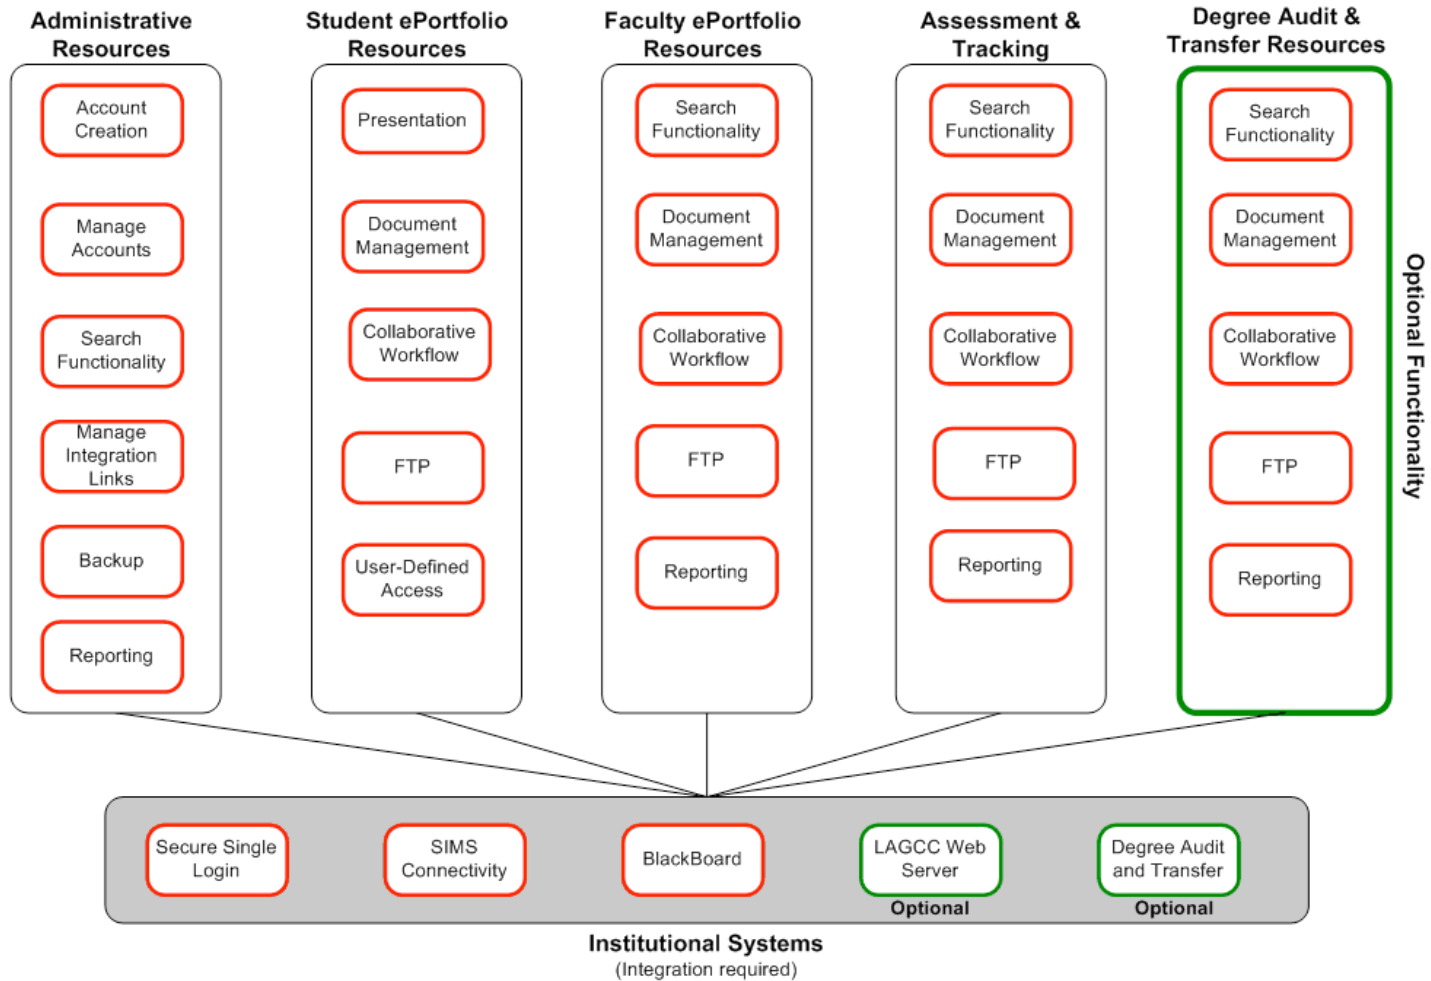 Administrative
Resources
Account
Creation
Manage
Accounts
Search
Functionality
Manage
Integration
Links
Backup
Reporting
Student ePortfolio
Resources
Presentation
Document
Management
Collaborative
Workflow
FTP
User-Defined
Access
Faculty ePortfolio
Resources
Search
Functionality
Document
Management
Collaborative
Workflow
FTP
Reporting
Assessment &
Tracking
Search
Functionality
Document
Management
Collaborative
Workflow
FTP
Reporting
Degree Audit &
Transfer Resources
Search
Functionality
Document
Management
Collaborative
Workflow
FTP
Reporting
Optional Functionality
Secure Single
Login
SIMS
Connectivity
BlackBoard
LAGCC Web
Server
Optional
Degree Audit
and Transfer
Optional
Institutional Systems
(Integration required)